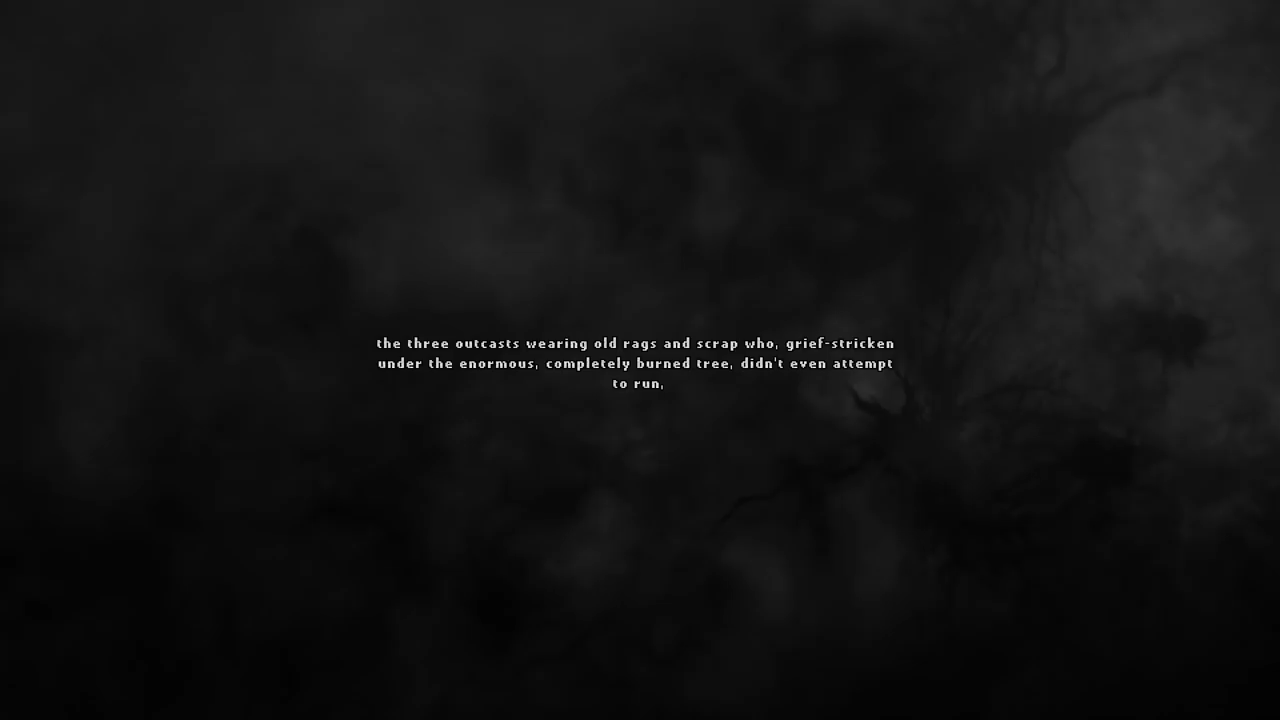 the three outcasts wearing old rags and scrap who, grief-stricken
under the enormous, completely burned tree, didn't even attempt
to run,